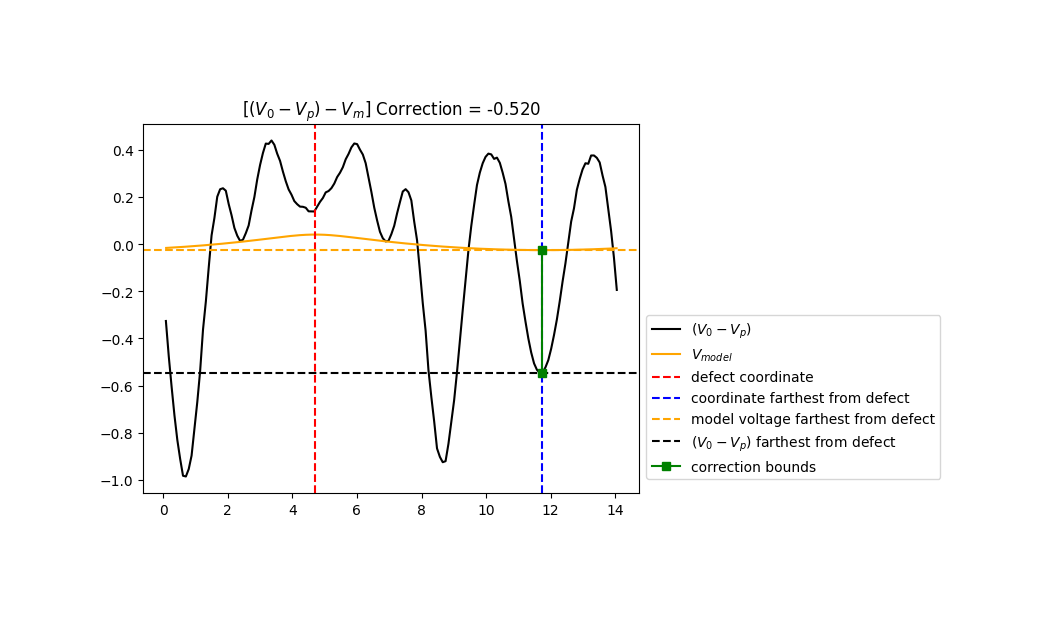 [(V₀ − Vₚ) − Vₘ] Correction = -0.520
0.4
0.2
0.0
−0.2
−0.4
−0.6
−0.8
−1.0
0 2 4 6 8 10 12 14
(V₀ − Vₚ)
V_model
defect coordinate
coordinate farthest from defect
model voltage farthest from defect
(V₀ − Vₚ) farthest from defect
correction bounds